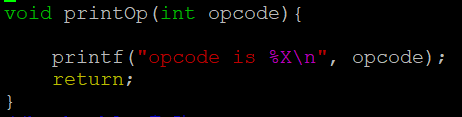 void printOp(int opcode){
printf("opcode is %X\n", opcode);
return;
}